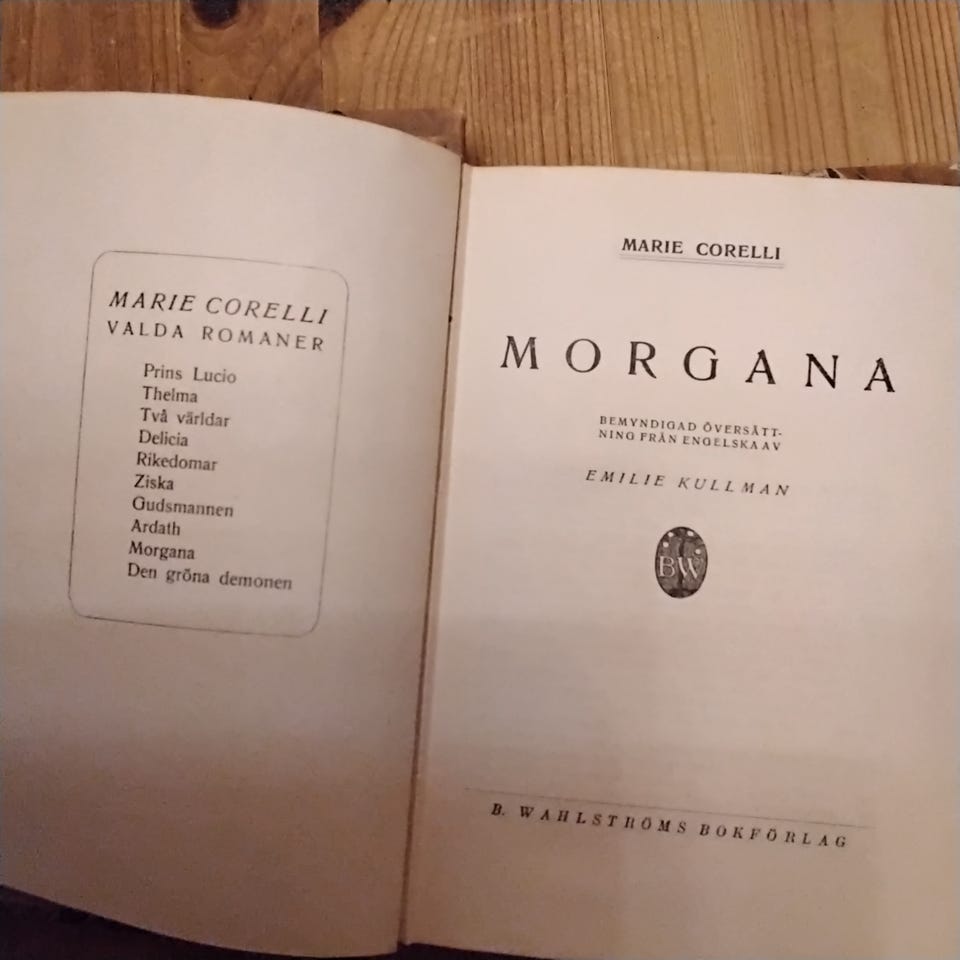 MARIE CORELLI
VALDA ROMANER
Prins Lucio
Thelma
Två världar
Delicia
Rikedomar
Ziska
Gudsmannen
Ardath
Morgana
Den gröna demonen
MARIE CORELLI
MORGANA
BEMYNDIGAD ÖVERSÄTT-
NING FRÅN ENGELSKA AV
EMILIE KULLMAN
BW
B. WAHLSTRÖMS BOKFÖRLAG